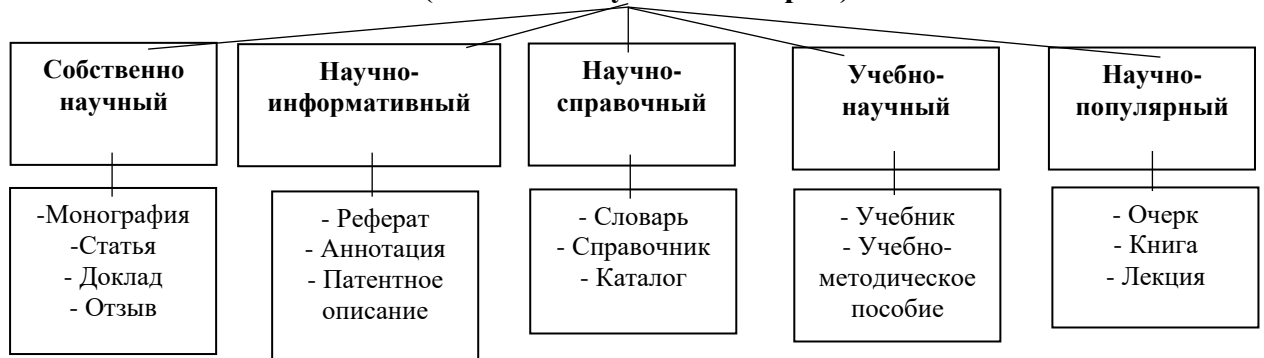 Собственно
научный
Научно-
информативный
Научно-
справочный
Учебно-
научный
Научно-
популярный
-Монография
-Статья
- Доклад
- Отзыв
- Реферат
- Аннотация
- Патентное
описание
- Словарь
- Справочник
- Каталог
- Учебник
- Учебно-
методическое
пособие
- Очерк
- Книга
- Лекция